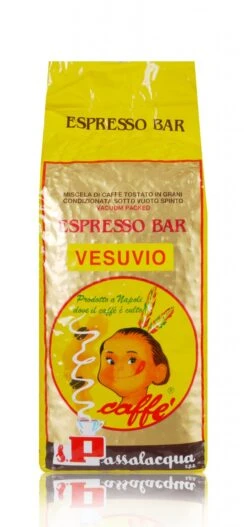 ESPRESSO BAR
MISCELA DI CAFFÈ TOSTATO IN GRANI
CONDIZIONATA SOTTO VUOTO SPINTO
VACUUM PACKED
ESPRESSO BAR
VESUVIO
Prodotto a Napoli
dove il caffè è culto
®
caffè
S. Passalacqua
S.P.A.